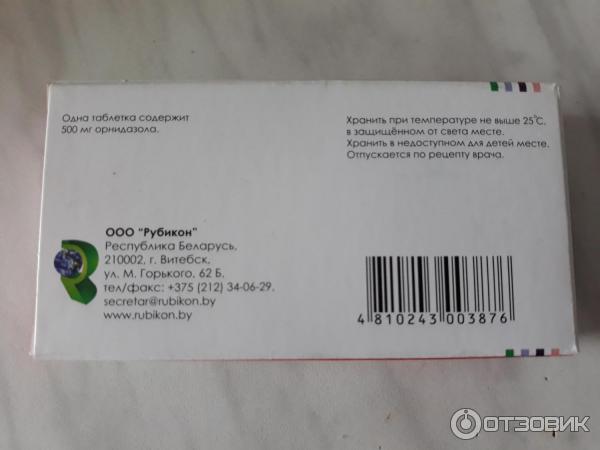 Одна таблетка содержит
500 мг орнидазола.
Хранить при температуре не выше 25°С,
в защищённом от света месте.
Хранить в недоступном для детей месте.
Отпускается по рецепту врача.
ООО "Рубикон"
Республика Беларусь,
210002, г. Витебск,
ул. М. Горького, 62 Б.
тел/факс: +375 (212) 34-06-29.
secretar@rubikon.by
www.rubikon.by
4 810243 003876
ОТЗОВИК